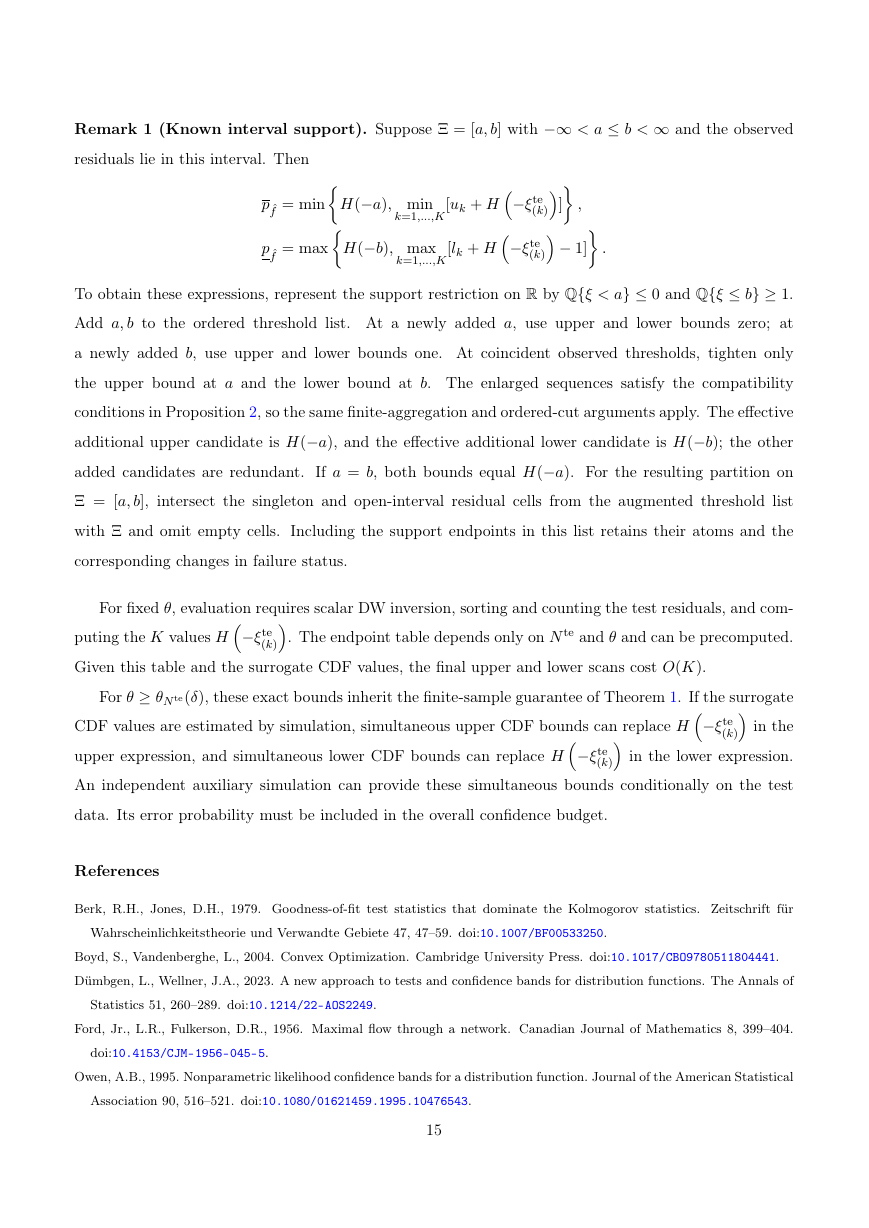 Remark 1 (Known interval support). Suppose Ξ = [a, b] with −∞ < a ≤ b < ∞ and the observed
residuals lie in this interval. Then
p̅_f̂ = min { H(−a), min_{k=1,...,K} [u_k + H (−ξ^te_(k))] } ,
p̲_f̂ = max { H(−b), max_{k=1,...,K} [l_k + H (−ξ^te_(k)) − 1] } .
To obtain these expressions, represent the support restriction on ℝ by ℚ{ξ < a} ≤ 0 and ℚ{ξ ≤ b} ≥ 1.
Add a, b to the ordered threshold list. At a newly added a, use upper and lower bounds zero; at
a newly added b, use upper and lower bounds one. At coincident observed thresholds, tighten only
the upper bound at a and the lower bound at b. The enlarged sequences satisfy the compatibility
conditions in Proposition 2, so the same finite-aggregation and ordered-cut arguments apply. The effective
additional upper candidate is H(−a), and the effective additional lower candidate is H(−b); the other
added candidates are redundant. If a = b, both bounds equal H(−a). For the resulting partition on
Ξ = [a, b], intersect the singleton and open-interval residual cells from the augmented threshold list
with Ξ and omit empty cells. Including the support endpoints in this list retains their atoms and the
corresponding changes in failure status.
For fixed θ, evaluation requires scalar DW inversion, sorting and counting the test residuals, and com-
puting the K values H (−ξ^te_(k)). The endpoint table depends only on N^te and θ and can be precomputed.
Given this table and the surrogate CDF values, the final upper and lower scans cost O(K).
For θ ≥ θ_{N^te}(δ), these exact bounds inherit the finite-sample guarantee of Theorem 1. If the surrogate
CDF values are estimated by simulation, simultaneous upper CDF bounds can replace H (−ξ^te_(k)) in the
upper expression, and simultaneous lower CDF bounds can replace H (−ξ^te_(k)) in the lower expression.
An independent auxiliary simulation can provide these simultaneous bounds conditionally on the test
data. Its error probability must be included in the overall confidence budget.
References
Berk, R.H., Jones, D.H., 1979. Goodness-of-fit test statistics that dominate the Kolmogorov statistics. Zeitschrift für
Wahrscheinlichkeitstheorie und Verwandte Gebiete 47, 47–59. doi:10.1007/BF00533250.
Boyd, S., Vandenberghe, L., 2004. Convex Optimization. Cambridge University Press. doi:10.1017/CBO9780511804441.
Dümbgen, L., Wellner, J.A., 2023. A new approach to tests and confidence bands for distribution functions. The Annals of
Statistics 51, 260–289. doi:10.1214/22-AOS2249.
Ford, Jr., L.R., Fulkerson, D.R., 1956. Maximal flow through a network. Canadian Journal of Mathematics 8, 399–404.
doi:10.4153/CJM-1956-045-5.
Owen, A.B., 1995. Nonparametric likelihood confidence bands for a distribution function. Journal of the American Statistical
Association 90, 516–521. doi:10.1080/01621459.1995.10476543.
15